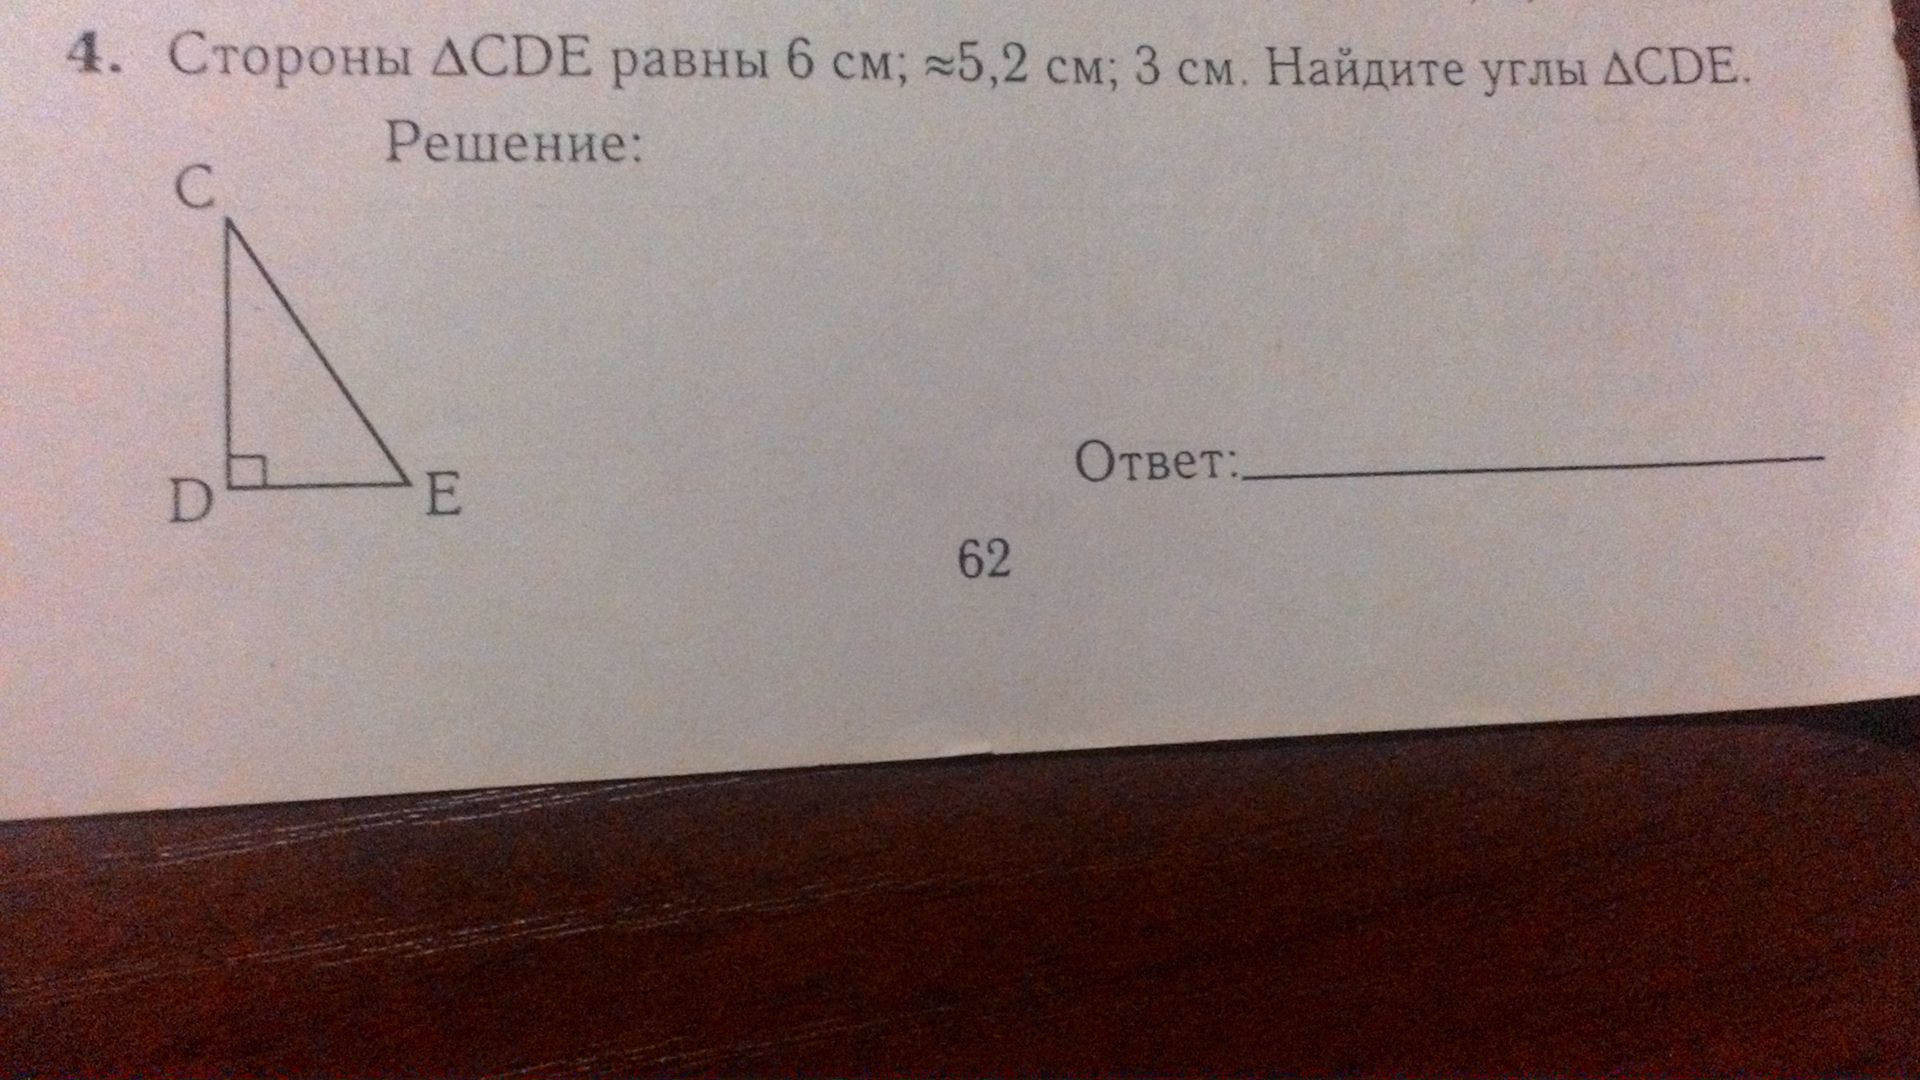 4. Стороны ΔCDE равны 6 см; ≈5,2 см; 3 см. Найдите углы ΔCDE.
Решение:
C
D
E
Ответ:
62